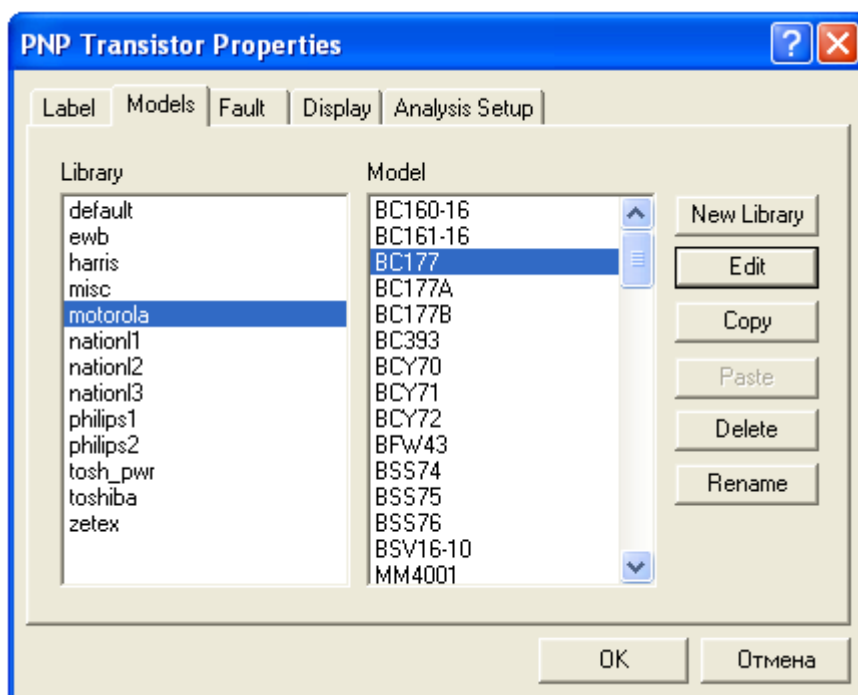 PNP Transistor Properties
Label Models Fault Display Analysis Setup
Library
default
ewb
harris
misc
motorola
nationl1
nationl2
nationl3
philips1
philips2
tosh_pwr
toshiba
zetex
Model
BC160-16
BC161-16
BC177
BC177A
BC177B
BC393
BCY70
BCY71
BCY72
BFW43
BSS74
BSS75
BSS76
BSV16-10
MM4001
New Library
Edit
Copy
Paste
Delete
Rename
OK Отмена